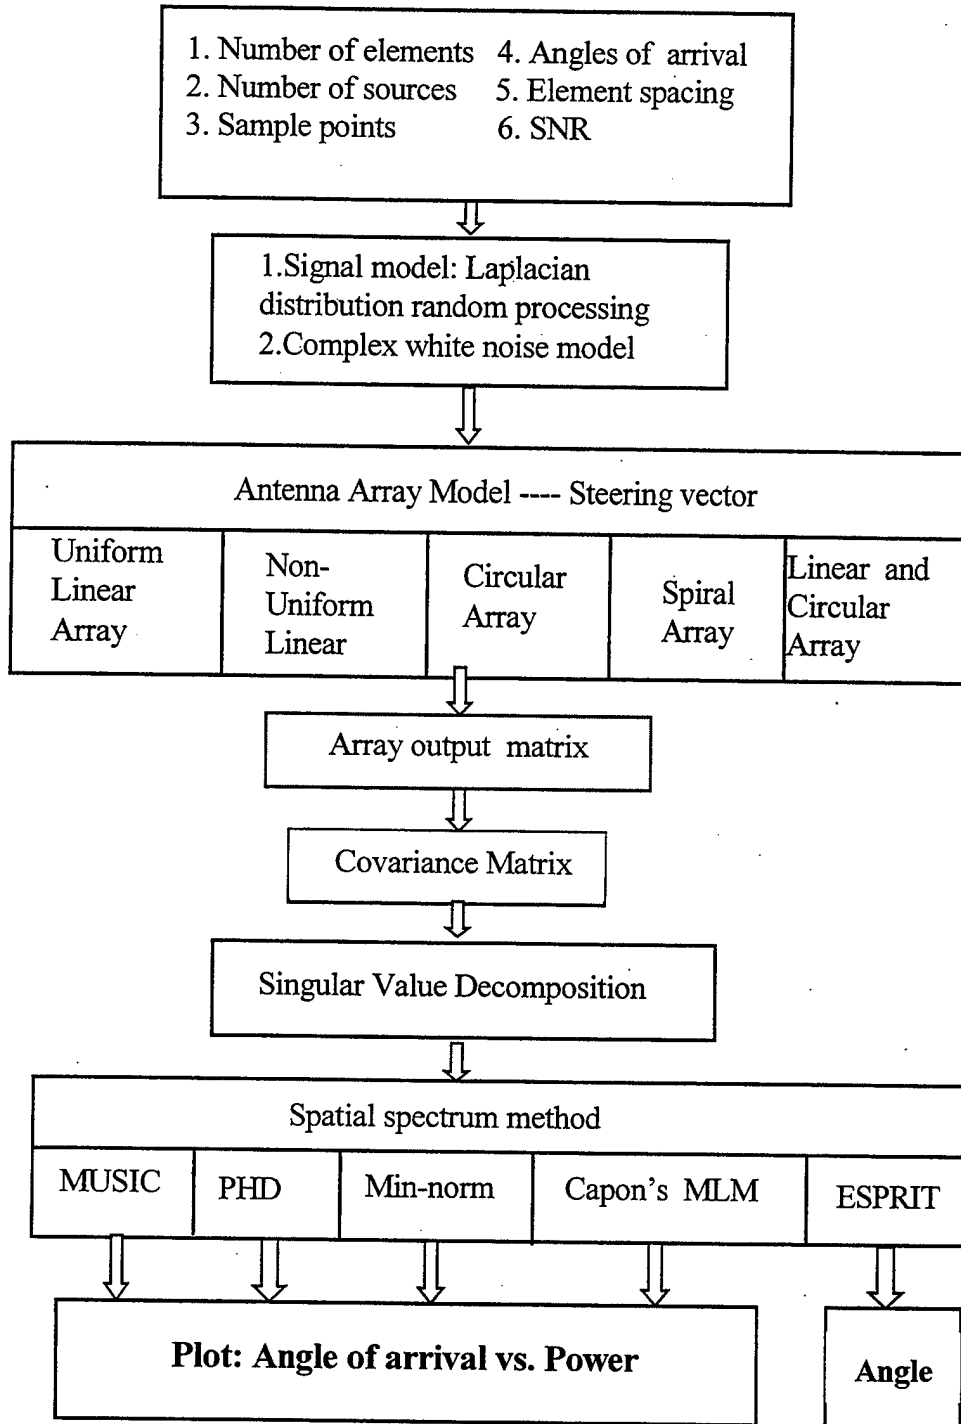 1. Number of elements 4. Angles of arrival
2. Number of sources 5. Element spacing
3. Sample points 6. SNR
1.Signal model: Laplacian
distribution random processing
2.Complex white noise model
Antenna Array Model ---- Steering vector
Uniform
Linear
Array
Non-
Uniform
Linear
Circular
Array
Spiral
Array
Linear and
Circular
Array
Array output matrix
Covariance Matrix
Singular Value Decomposition
Spatial spectrum method
MUSIC
PHD
Min-norm
Capon's MLM
ESPRIT
Plot: Angle of arrival vs. Power
Angle